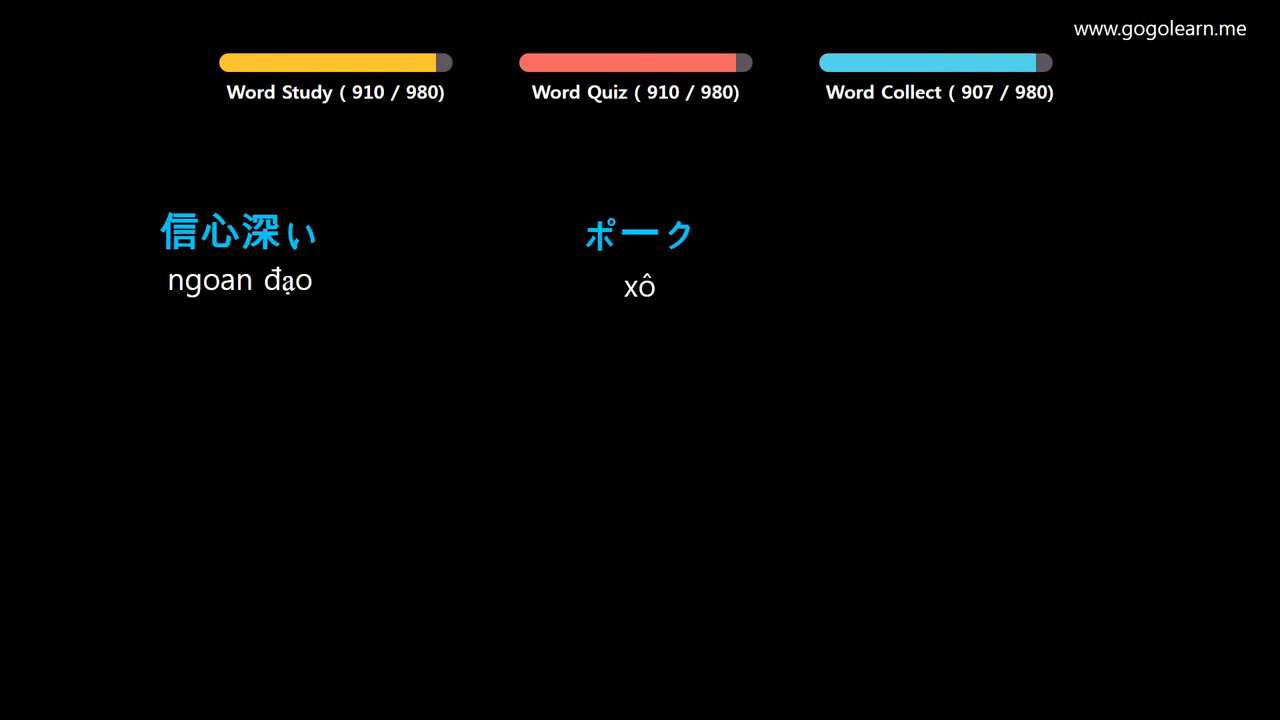 www.gogolearn.me
Word Study ( 910 / 980)
Word Quiz ( 910 / 980)
Word Collect ( 907 / 980)
信心深い
ngoan đạo
ポーク
xô